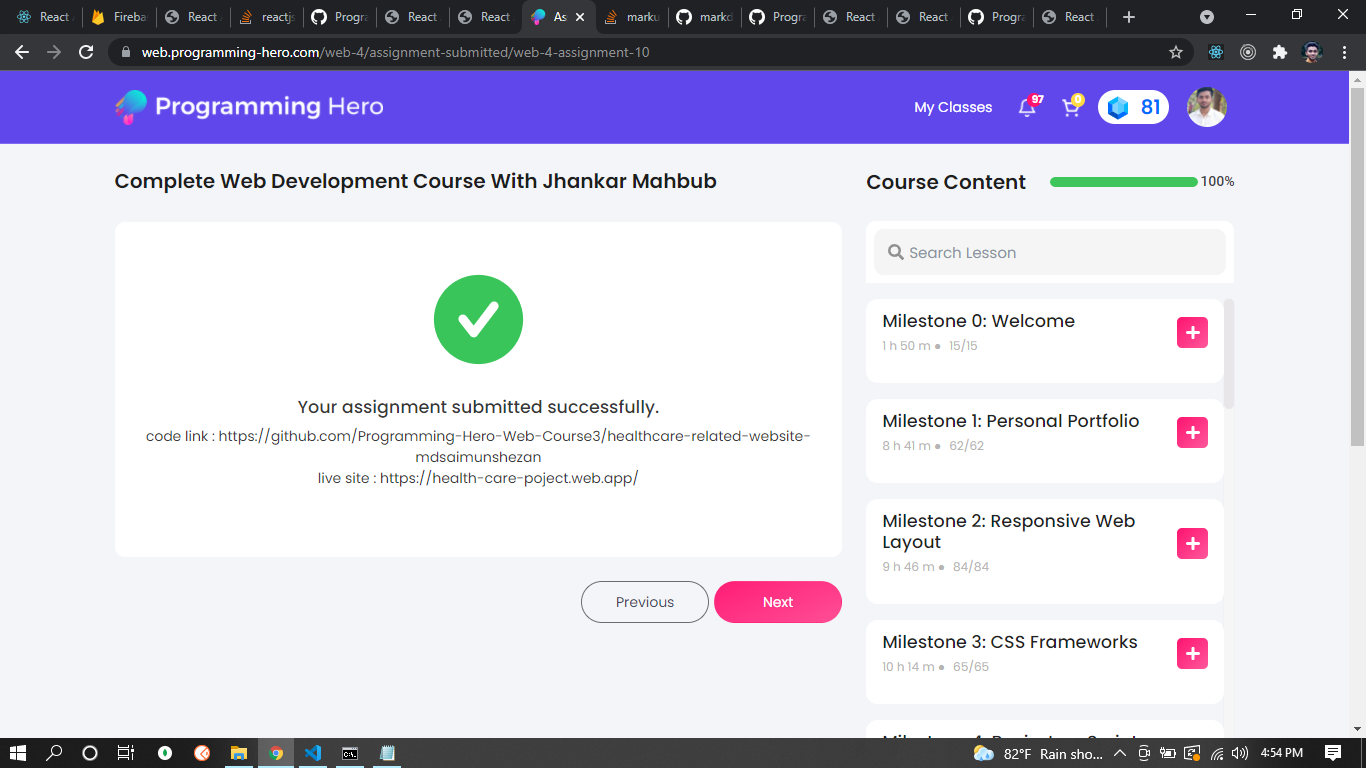 React
Fireba
React
reactjs
Progra
React
React
As
marku
markd
Progra
React
React
Progra
React
web.programming-hero.com/web-4/assignment-submitted/web-4-assignment-10
Programming Hero
My Classes
97
0
81
Complete Web Development Course With Jhankar Mahbub
Course Content
100%
Search Lesson
Your assignment submitted successfully.
code link : https://github.com/Programming-Hero-Web-Course3/healthcare-related-website-
mdsaimunshezan
live site : https://health-care-poject.web.app/
Previous
Next
Milestone 0: Welcome
1 h 50 m ● 15/15
Milestone 1: Personal Portfolio
8 h 41 m ● 62/62
Milestone 2: Responsive Web
Layout
9 h 46 m ● 84/84
Milestone 3: CSS Frameworks
10 h 14 m ● 65/65
82°F Rain sho...
4:54 PM